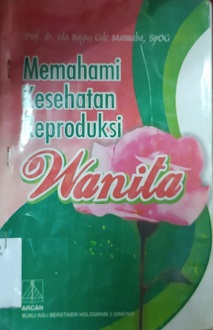 Prof. dr. Ida Bagus Gde Manuaba, SpOG
Memahami
Kesehatan
Reproduksi
Wanita
ARCAN
BUKU ASLI BERSTIKER HOLOGRAM 3 DIMENSI